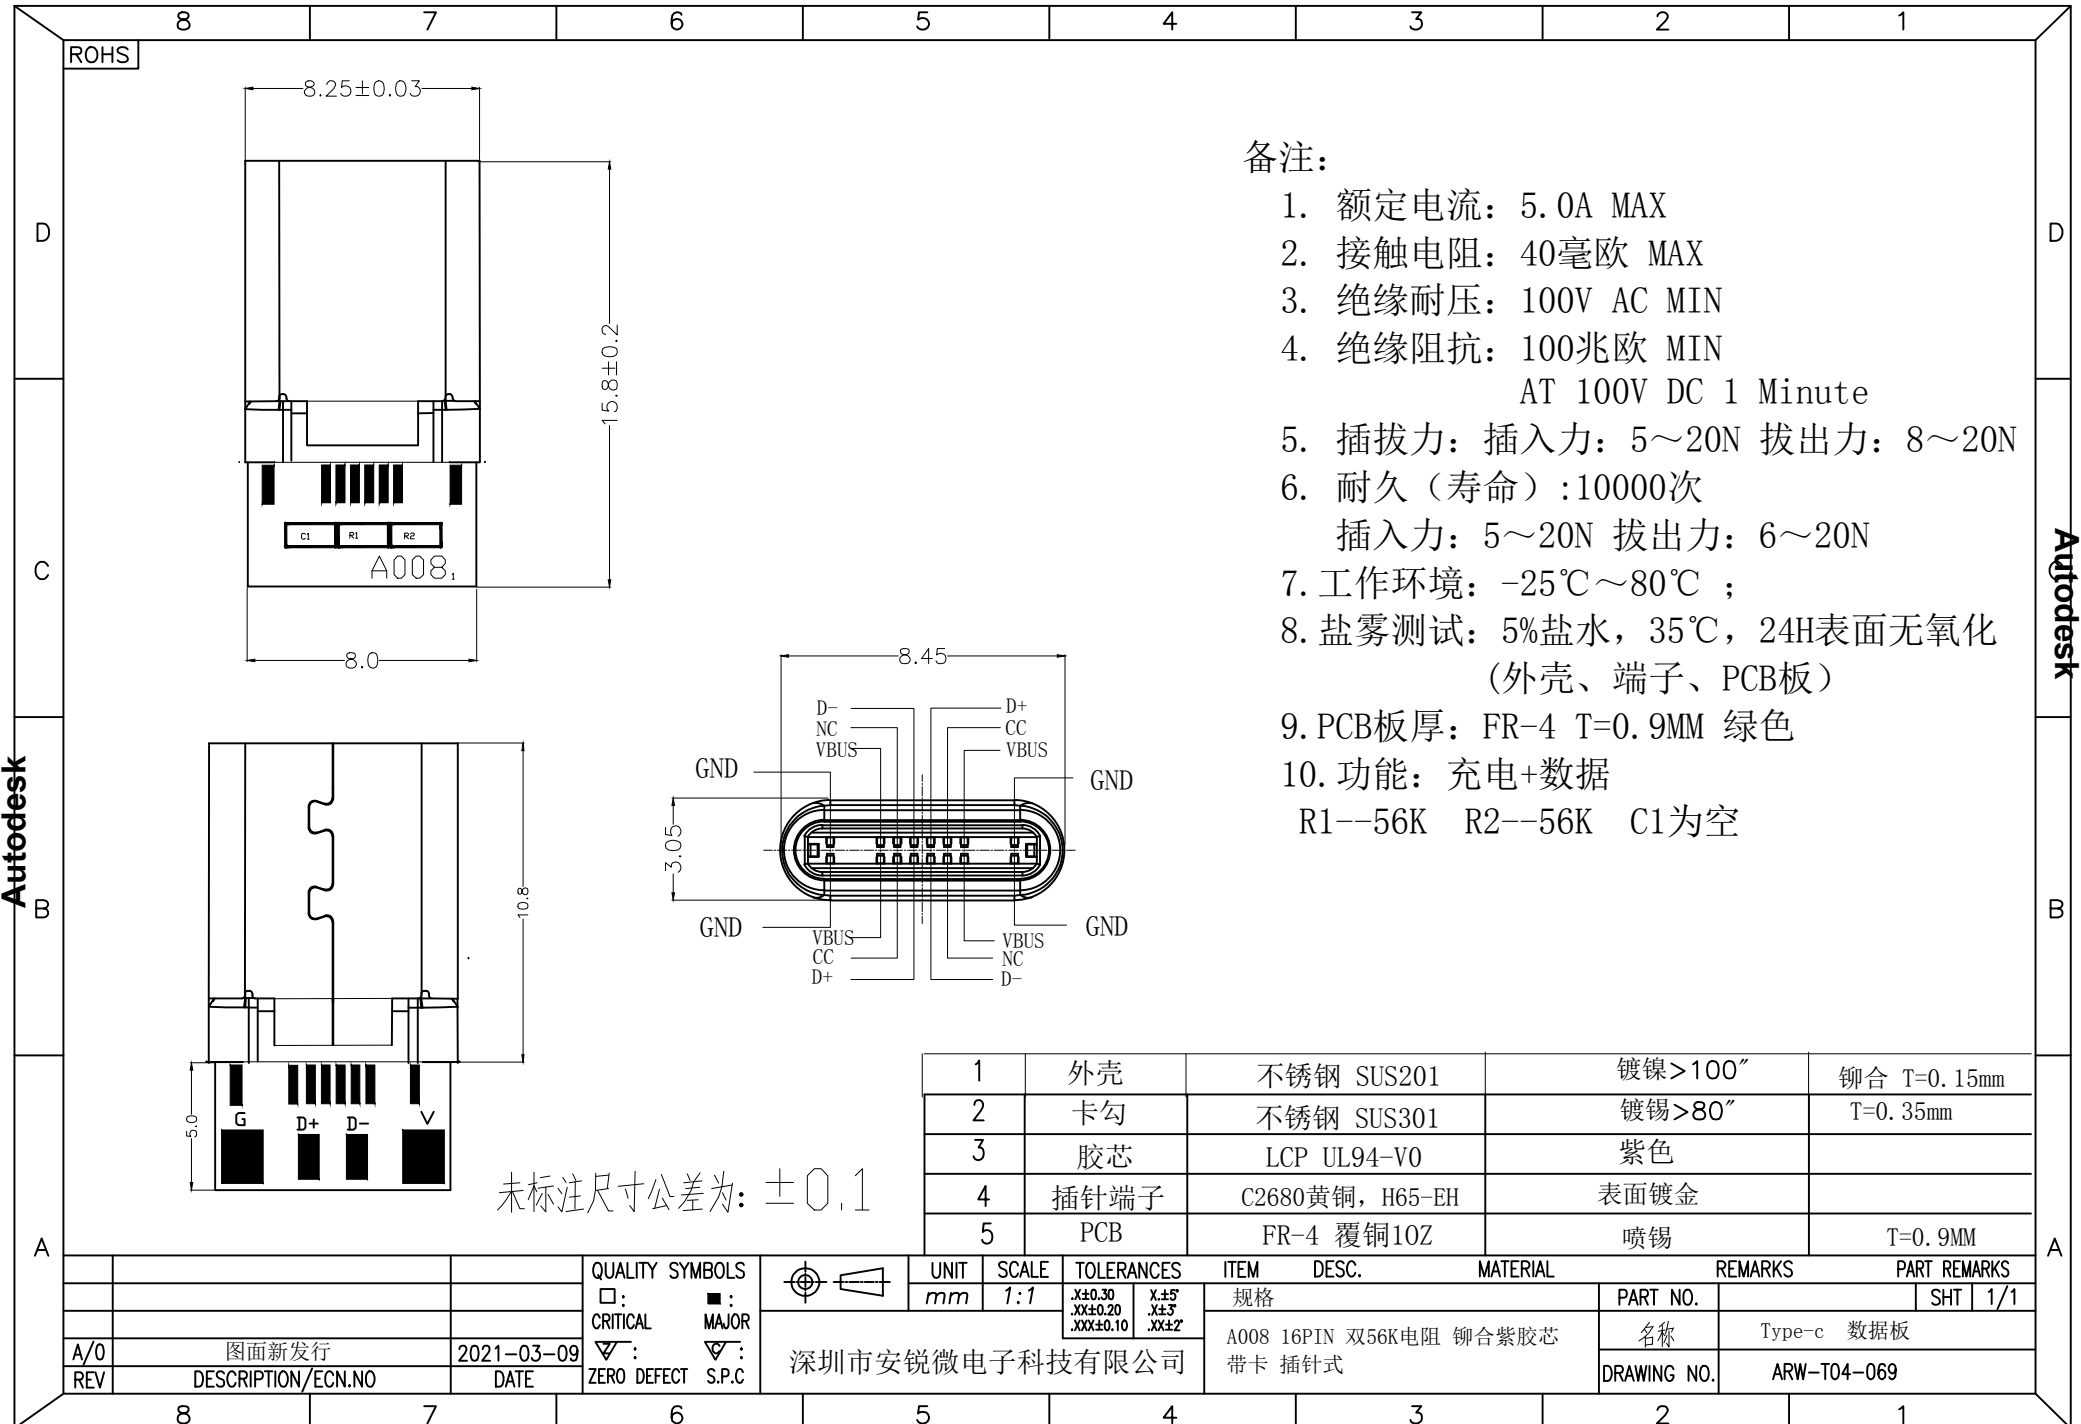 8 7 6 5 4 3 2 1
ROHS
8.25±0.03
15.8±0.2
C1 R1 R2
A008 1
8.0
备注：
1. 额定电流：5.0A MAX
2. 接触电阻：40毫欧 MAX
3. 绝缘耐压：100V AC MIN
4. 绝缘阻抗：100兆欧 MIN
AT 100V DC 1 Minute
5. 插拔力：插入力：5～20N 拔出力：8～20N
6. 耐久（寿命）:10000次
插入力：5～20N 拔出力：6～20N
7.工作环境：-25℃～80℃ ；
8.盐雾测试：5%盐水，35℃，24H表面无氧化
(外壳、端子、PCB板）
9.PCB板厚：FR-4 T=0.9MM 绿色
10.功能：充电+数据
R1--56K R2--56K C1为空
D D
C C
B B
A A
Autodesk
Autodesk
8.45
D- D+
NC CC
VBUS VBUS
GND GND
3.05
GND GND
VBUS VBUS
CC NC
D+ D-
10.8
5.0
G D+ D- V
未标注尺寸公差为：±0.1
1 外壳 不锈钢 SUS201 镀镍>100″ 铆合 T=0.15mm
2 卡勾 不锈钢 SUS301 镀锡>80″ T=0.35mm
3 胶芯 LCP UL94-V0 紫色
4 插针端子 C2680黄铜，H65-EH 表面镀金
5 PCB FR-4 覆铜1OZ 喷锡 T=0.9MM
ITEM DESC. MATERIAL REMARKS PART REMARKS
QUALITY SYMBOLS
□: ■:
CRITICAL MAJOR
Z: C:
ZERO DEFECT S.P.C
UNIT SCALE TOLERANCES
mm 1:1
.X±0.30 X.±5°
.XX±0.20 .X±3°
.XXX±0.10 .XX±2°
深圳市安锐微电子科技有限公司
规格
A008 16PIN 双56K电阻 铆合紫胶芯
带卡 插针式
PART NO. SHT 1/1
名称 Type-c 数据板
DRAWING NO. ARW-T04-069
A/0 图面新发行 2021-03-09
REV DESCRIPTION/ECN.NO DATE
8 7 6 5 4 3 2 1